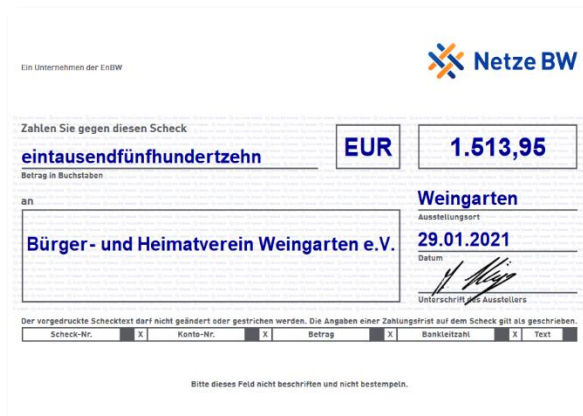 Ein Unternehmen der EnBW
Netze BW
Zahlen Sie gegen diesen Scheck
eintausendfünfhundertzehn
EUR
1.513,95
Betrag in Buchstaben
an
Weingarten
Ausstellungsort
Bürger- und Heimatverein Weingarten e.V.
29.01.2021
Datum
Unterschrift des Ausstellers
Der vorgedruckte Schecktext darf nicht geändert oder gestrichen werden. Die Angaben einer Zahlungsfrist auf dem Scheck gilt als geschrieben.
Scheck-Nr. X Konto-Nr. X Betrag X Bankleitzahl X Text
Bitte dieses Feld nicht beschriften und nicht bestempeln.